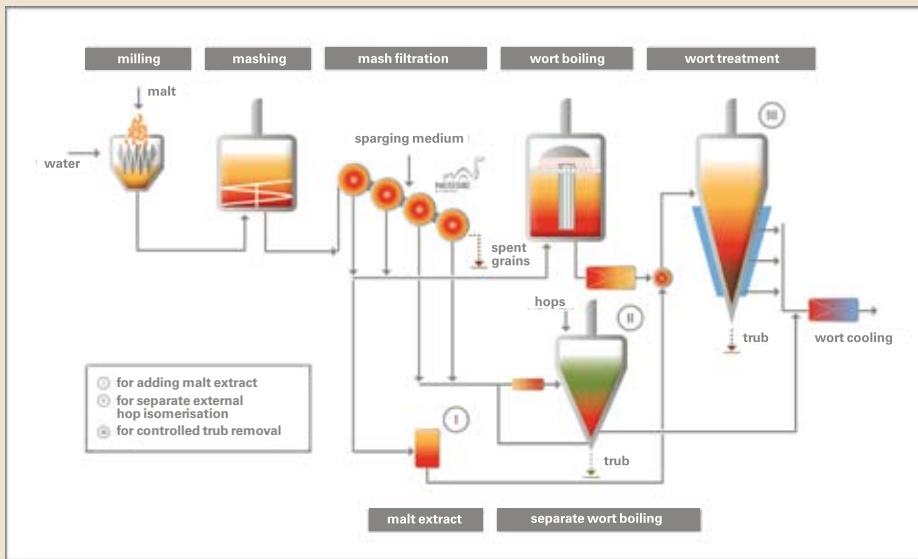 milling
mashing
mash filtration
wort boiling
wort treatment
malt
water
sparging medium
NESSIE
spent
grains
hops
III
II
I
trub
wort cooling
trub
for adding malt extract
for separate external
hop isomerisation
for controlled trub removal
malt extract
separate wort boiling